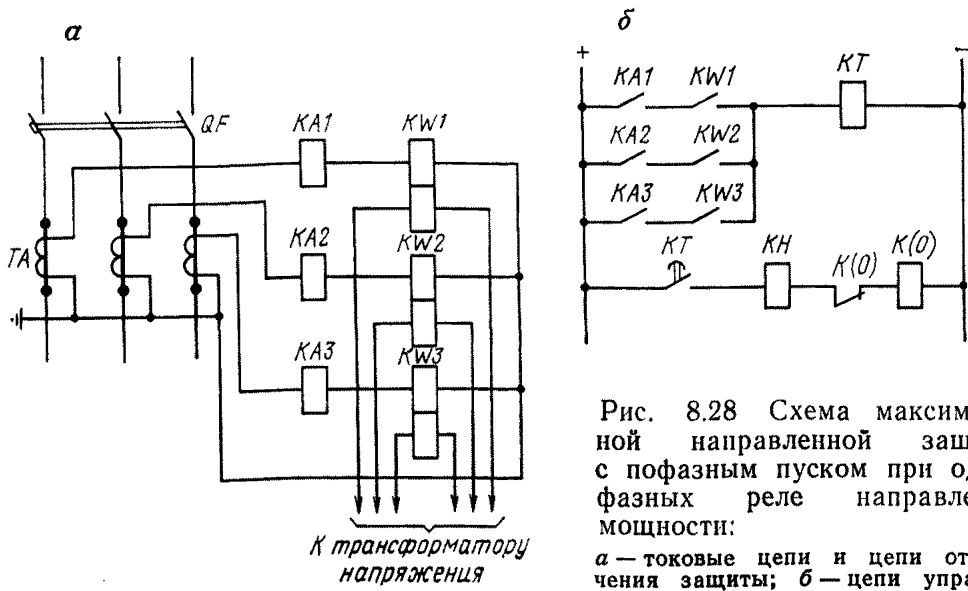 а
QF
KA1
KW1
TA
KA2
KW2
KA3
KW3
К трансформатору
напряжения
б
+
−
KA1
KW1
KT
KA2
KW2
KA3
KW3
KT
KH
K(0)
K(0)
Рис. 8.28 Схема максим
ной направленной защ
с пофазным пуском при о
фазных реле направле
мощности:
а — токовые цепи и цепи от
чения защиты; б — цепи упра